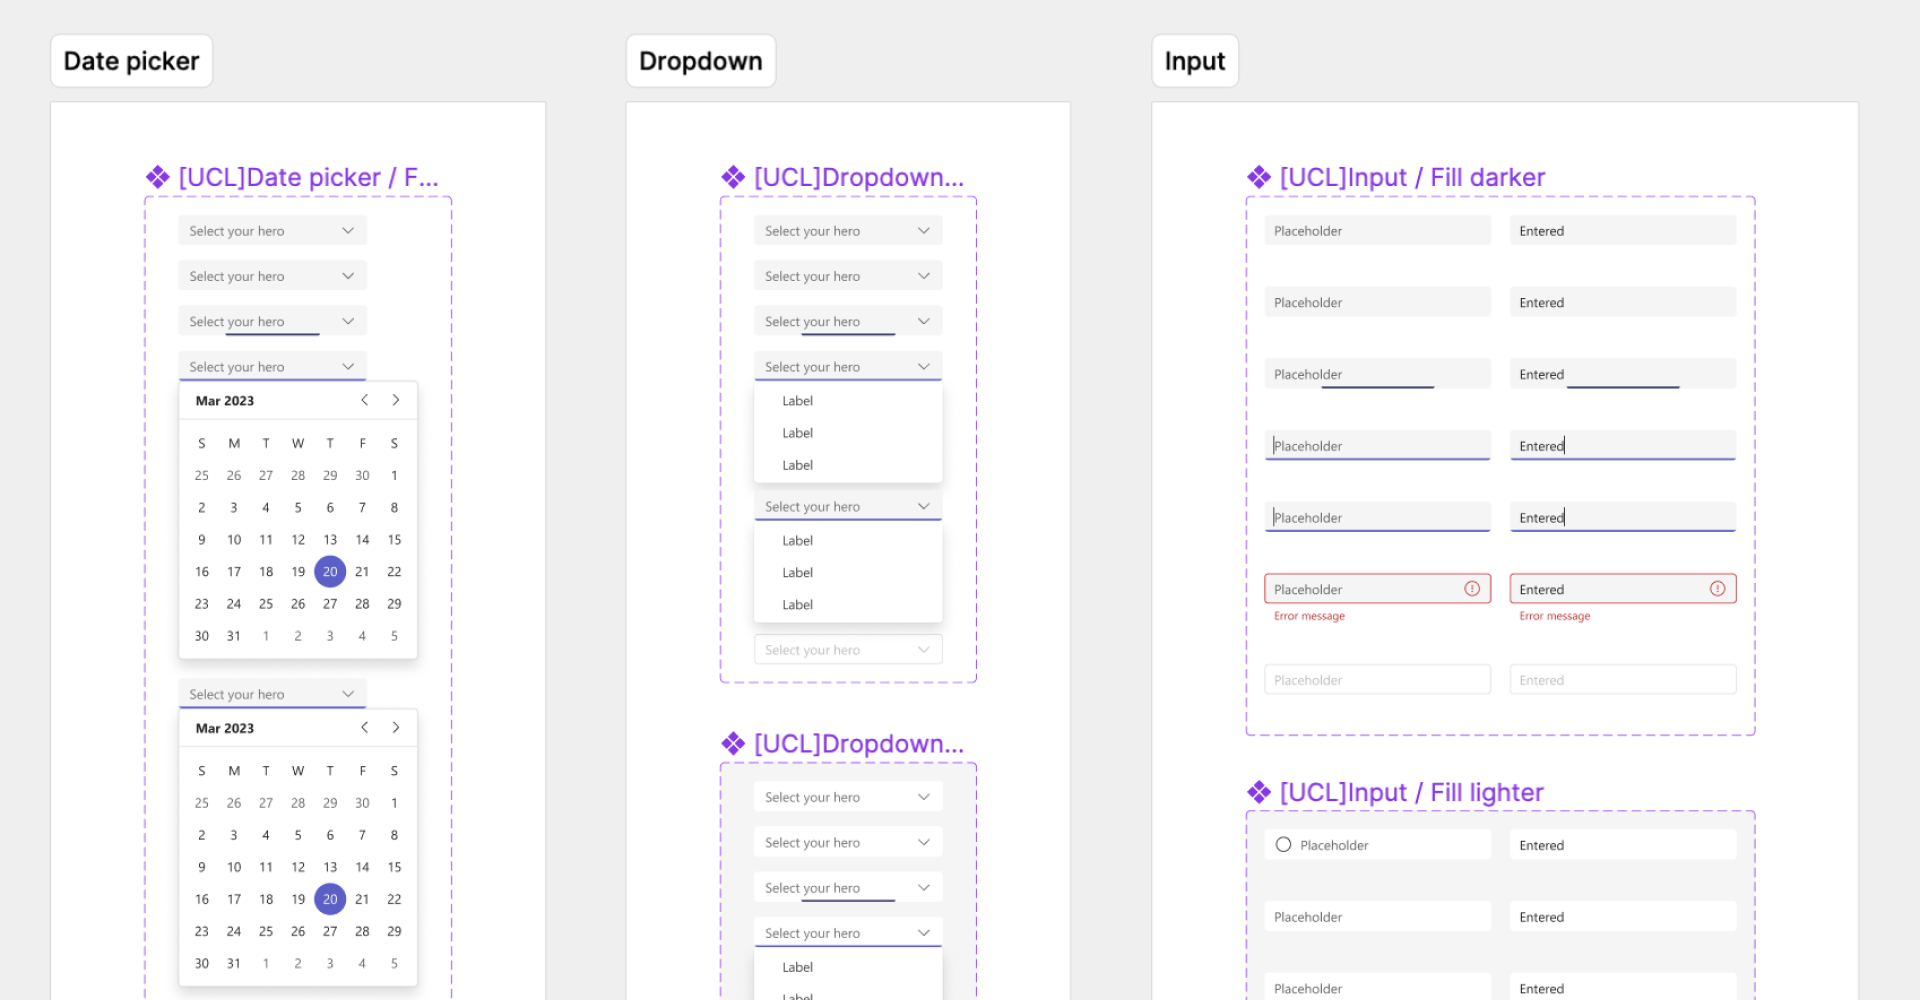 Date picker
[UCL]Date picker / F...
Select your hero
Select your hero
Select your hero
Select your hero
Mar 2023
S M T W T F S
25 26 27 28 29 30 1
2 3 4 5 6 7 8
9 10 11 12 13 14 15
16 17 18 19 20 21 22
23 24 25 26 27 28 29
30 31 1 2 3 4 5
Select your hero
Mar 2023
S M T W T F S
25 26 27 28 29 30 1
2 3 4 5 6 7 8
9 10 11 12 13 14 15
16 17 18 19 20 21 22
23 24 25 26 27 28 29
30 31 1 2 3 4 5
Dropdown
[UCL]Dropdown...
Select your hero
Select your hero
Select your hero
Select your hero
Label
Label
Label
Select your hero
Label
Label
Label
Select your hero
[UCL]Dropdown...
Select your hero
Select your hero
Select your hero
Select your hero
Label
Label
Input
[UCL]Input / Fill darker
Placeholder Entered
Placeholder Entered
Placeholder Entered
Placeholder Entered
Placeholder Entered
Placeholder Entered
Error message Error message
Placeholder Entered
[UCL]Input / Fill lighter
Placeholder Entered
Placeholder Entered
Placeholder Entered